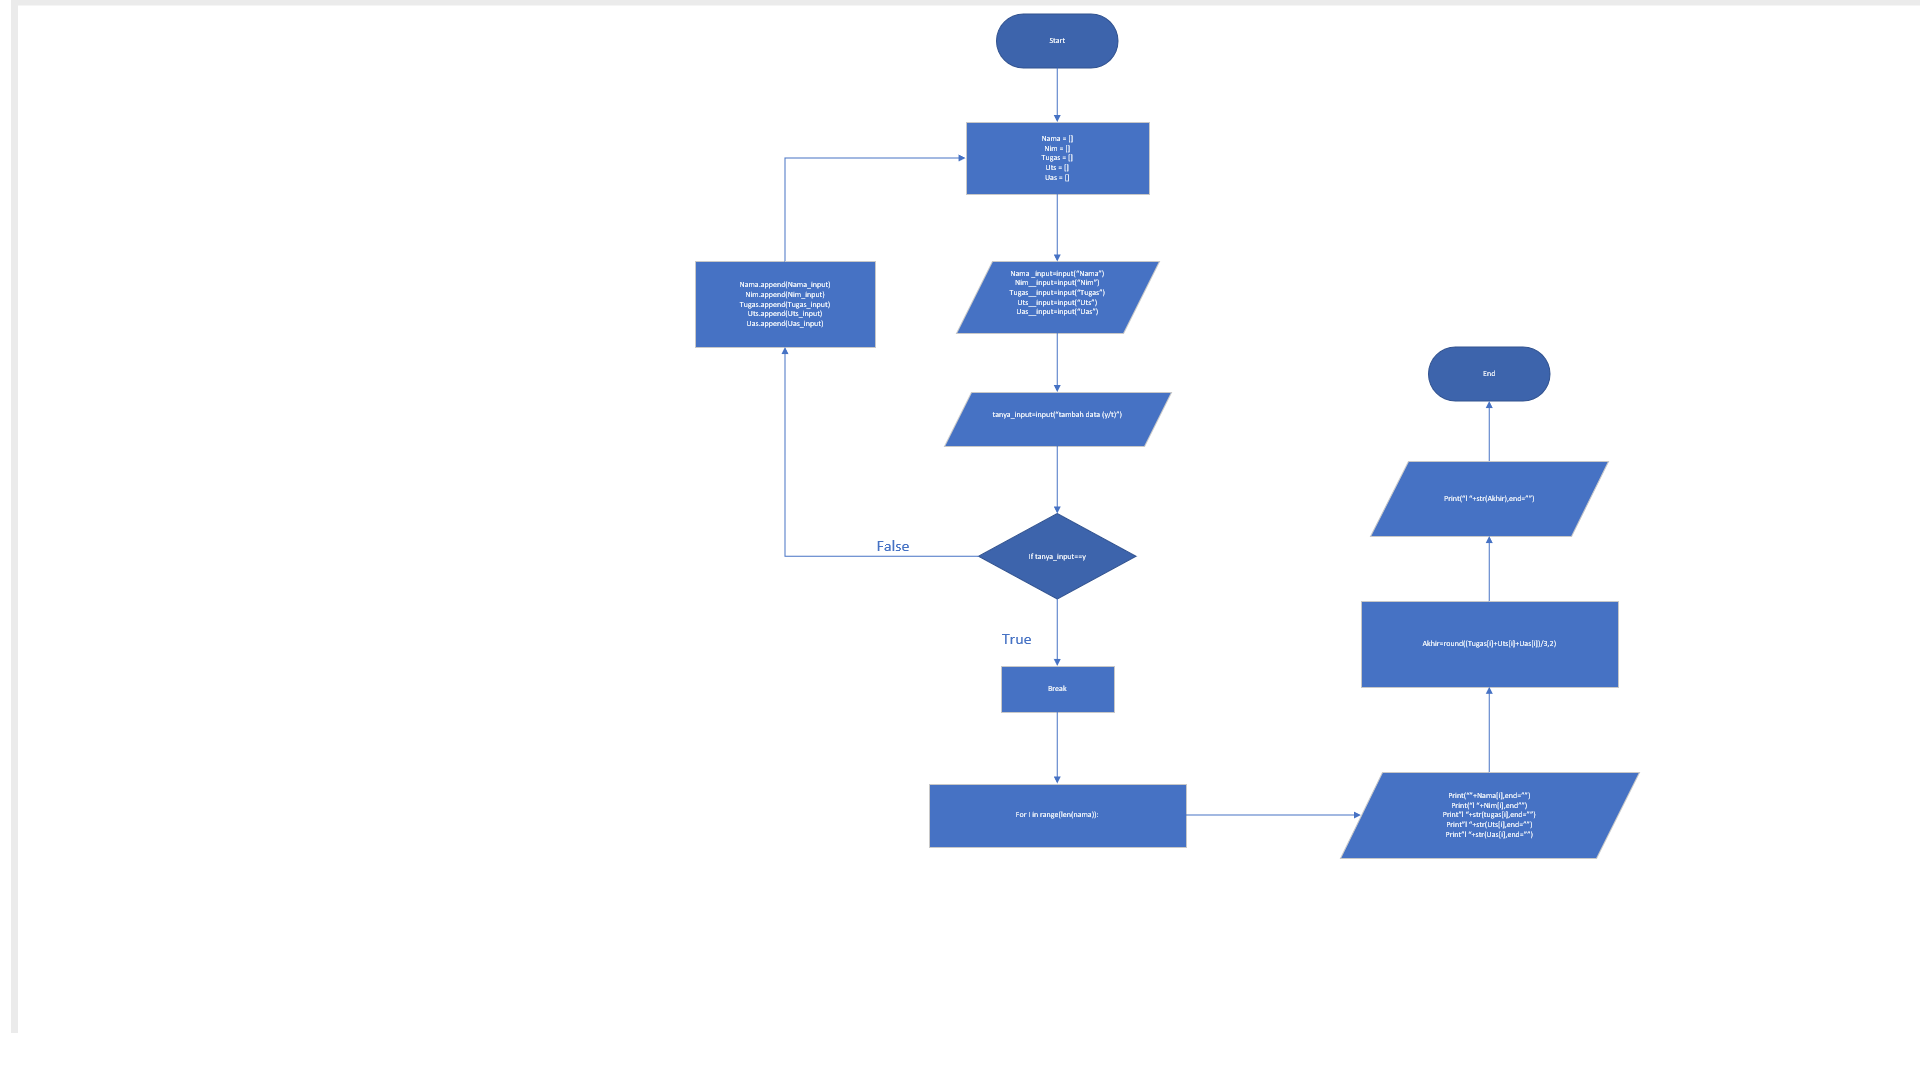 Start
Nama = []
Nim = []
Tugas = []
Uts = []
Uas = []
Nama _input=input(“Nama”)
Nim__input=input(“Nim”)
Tugas__input=input(“Tugas”)
Uts__input=input(“Uts”)
Uas__input=input(“Uas”)
tanya_input=input(“tambah data (y/t)”)
If tanya_input==y
False
Nama.append(Nama_input)
Nim.append(Nim_input)
Tugas.append(Tugas_input)
Uts.append(Uts_input)
Uas.append(Uas_input)
True
Break
For I in range(len(nama)):
Print(“”+Nama[i],end=“”)
Print(“l “+Nim[i],end“”)
Print“l “+str(tugas[i],end=“”)
Print“l “+str(Uts[i],end=“”)
Print“l “+str(Uas[i],end=“”)
Akhir=round((Tugas[i]+Uts[i]+Uas[i])/3,2)
Print(“l “+str(Akhir),end=“”)
End